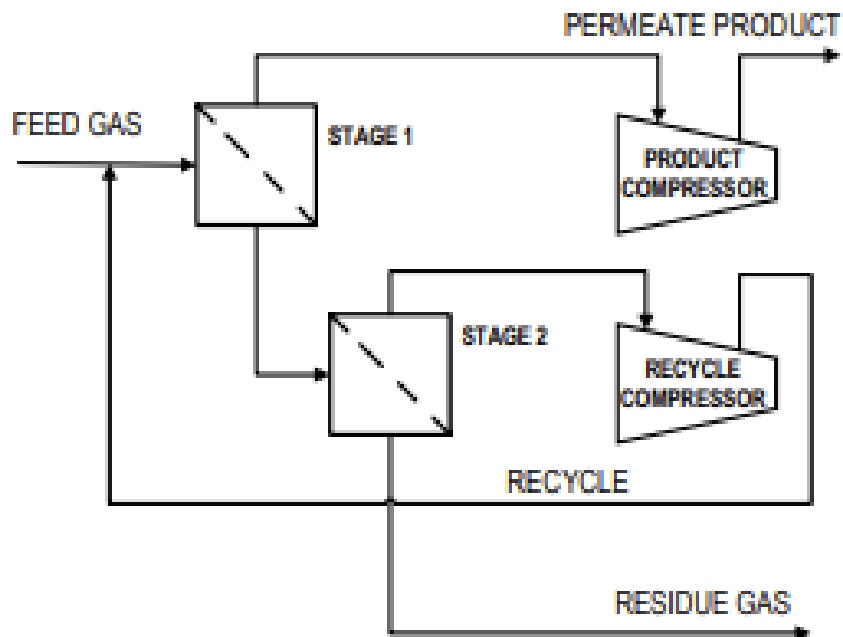 PERMEATE PRODUCT
FEED GAS
STAGE 1
PRODUCT
COMPRESSOR
STAGE 2
RECYCLE
COMPRESSOR
RECYCLE
RESIDUE GAS